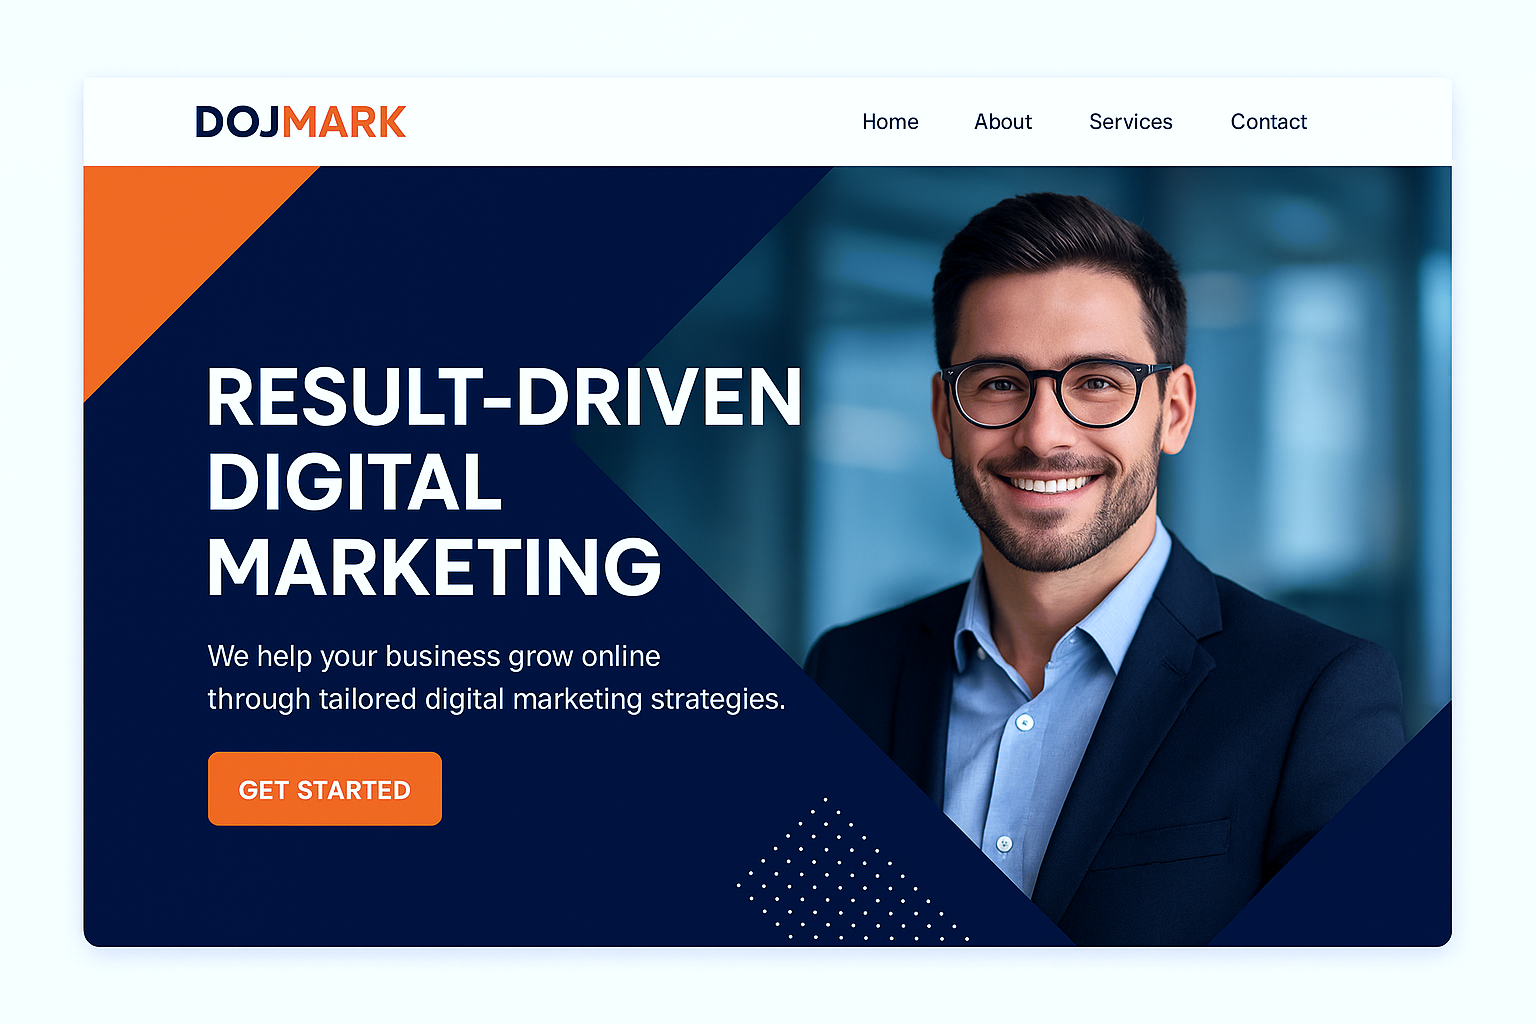 DOJMARK
Home About Services Contact
RESULT-DRIVEN
DIGITAL
MARKETING
We help your business grow online
through tailored digital marketing strategies.
GET STARTED